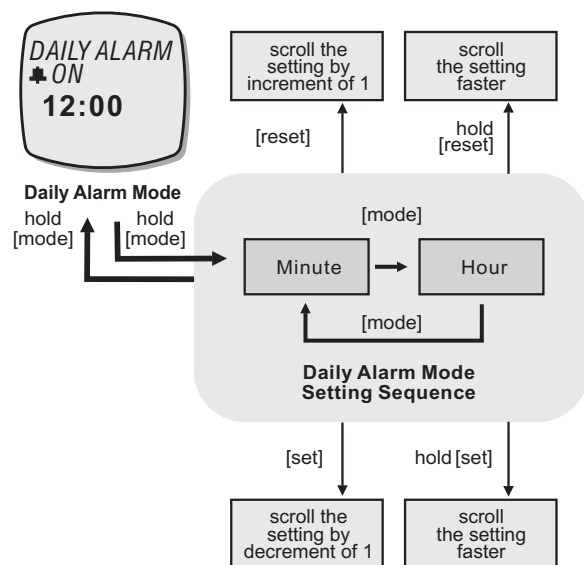 DAILY ALARM
ON
12:00
Daily Alarm Mode
hold
[mode]
hold
[mode]
scroll the
setting by
increment of 1
scroll
the setting
faster
[reset]
hold
[reset]
[mode]
Minute
Hour
[mode]
Daily Alarm Mode
Setting Sequence
[set]
hold [set]
scroll the
setting by
decrement of 1
scroll
the setting
faster